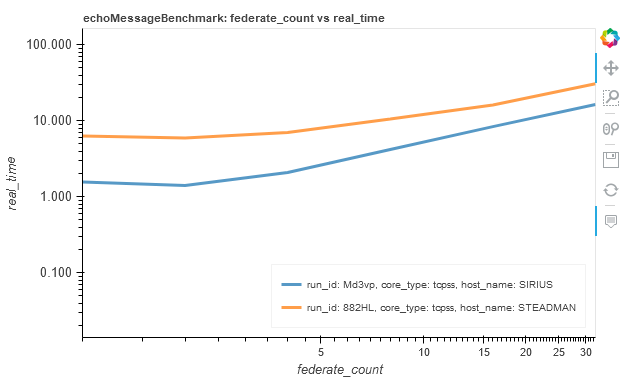 echoMessageBenchmark: federate_count vs real_time
100.000
10.000
1.000
0.100
real_time
run_id: Md3vp, core_type: tcpss, host_name: SIRIUS
run_id: 882HL, core_type: tcpss, host_name: STEADMAN
5 10 15 20 25 30
federate_count